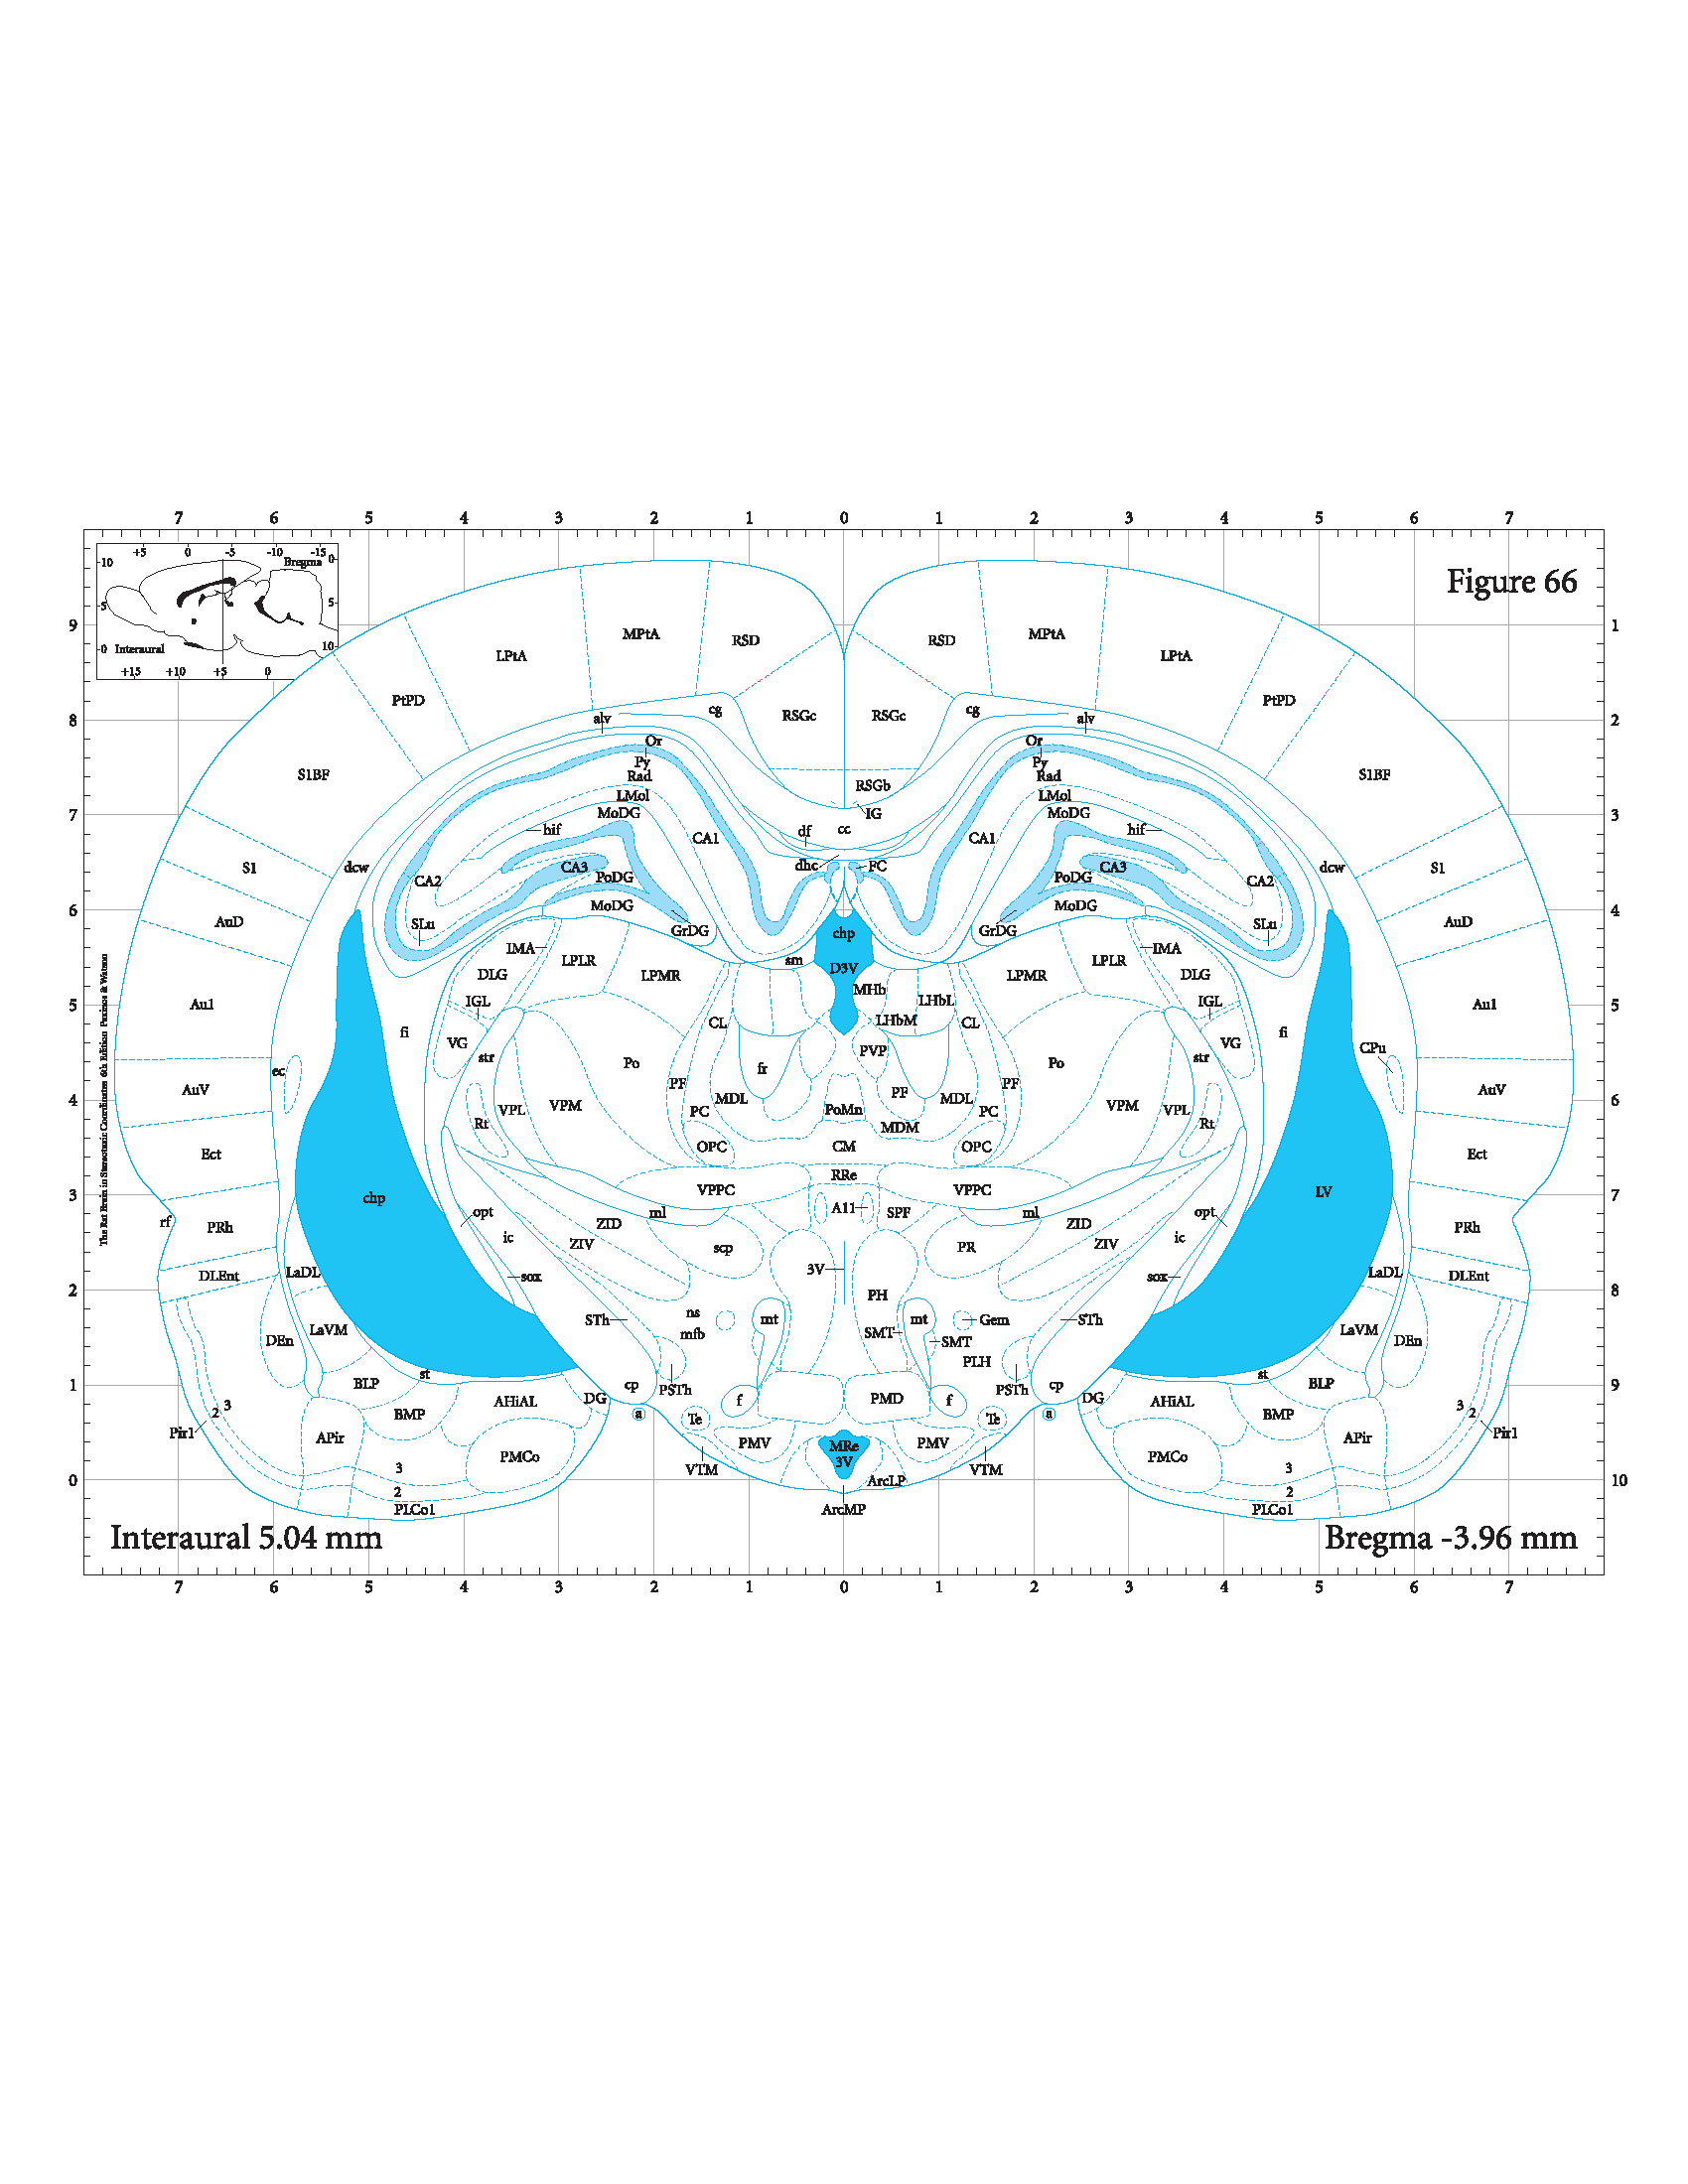 7 6 5 4 3 2 1 0 1 2 3 4 5 6 7
+5 0 -5 -10 -15
Bregma
10 0
5 5
0 Interaural 10
+15 +10 +5 0
Figure 66
9 1
8 2
7 3
6 4
5 5
4 6
3 7
2 8
1 9
0 10
MPtA RSD RSD MPtA
LPtA LPtA
PtPD cg RSGc RSGc cg PtPD
alv alv
Or Or
S1BF Py Py S1BF
Rad Rad
LMol RSGb LMol
MoDG IG MoDG
hif CA1 df cc CA1 hif
S1 dcw CA3 dhc FC CA3 dcw S1
CA2 PoDG PoDG CA2
MoDG MoDG
AuD SLu GrDG chp GrDG SLu AuD
IMA IMA
LPLR sm LPLR
DLG LPMR D3V LPMR DLG
MHb
Au1 IGL LHbL IGL Au1
CL LHbM CL
fi fi
VG PVP CPu VG
str Po fr Po str
ec PF PF PF
AuV MDL MDL AuV
VPL VPM PC PoMn PC VPM VPL
Rt MDM Rt
Ect OPC CM OPC Ect
RRe
chp VPPC VPPC LV
A11
rf opt ml SPF ml opt
PRh ZID ZID PRh
ic ZIV scp PR ZIV ic
3V
DLEnt LaDL sox sox LaDL DLEnt
PH
ns
STh mt mt Gem STh
LaVM mfb SMT LaVM
DEn SMT DEn
PLH
st st
BLP cp PSTh PSTh cp BLP
AHiAL DG f PMD f DG AHiAL
3 3
2 BMP a Te Te a BMP 2
Pir1 APir PMV MRe PMV APir Pir1
PMCo 3V PMCo
3 VTM ArcLP VTM 3
2 2
PLCo1 ArcMP PLCo1
Interaural 5.04 mm Bregma -3.96 mm
7 6 5 4 3 2 1 0 1 2 3 4 5 6 7
The Rat Brain in Stereotaxic Coordinates 6th Edition Paxinos & Watson